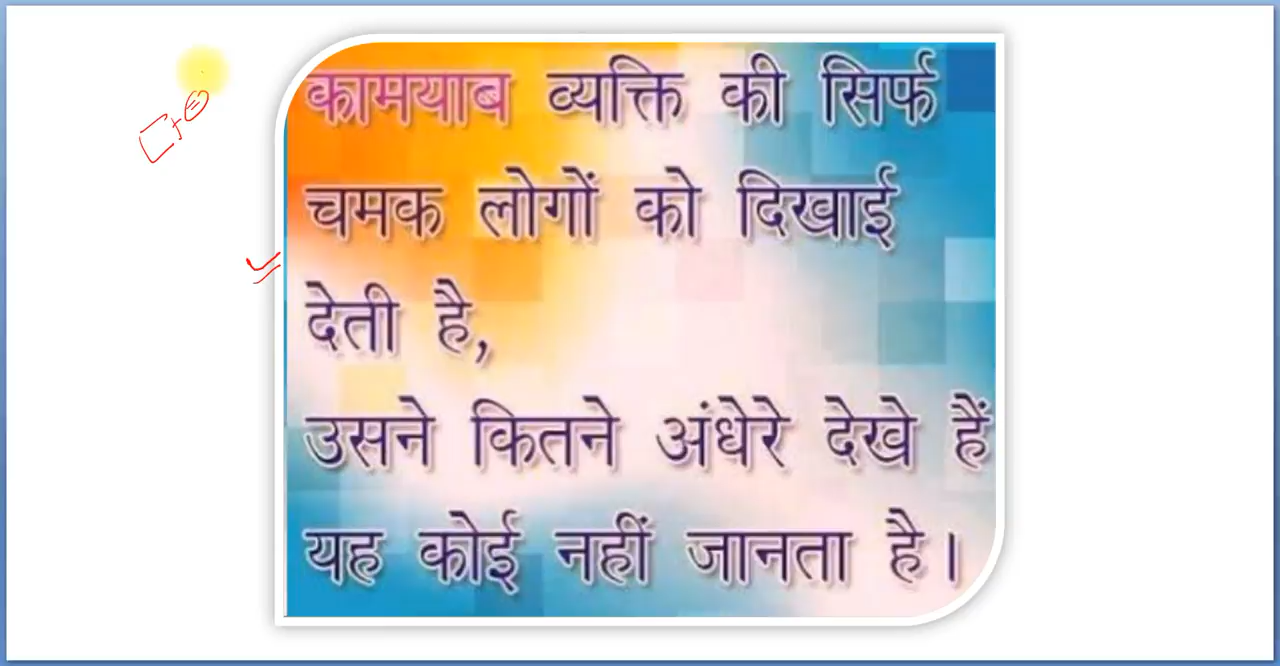 कामयाब व्यक्ति की सिर्फ
चमक लोगों को दिखाई
देती है,
उसने कितने अंधेरे देखे हैं
यह कोई नहीं जानता है।